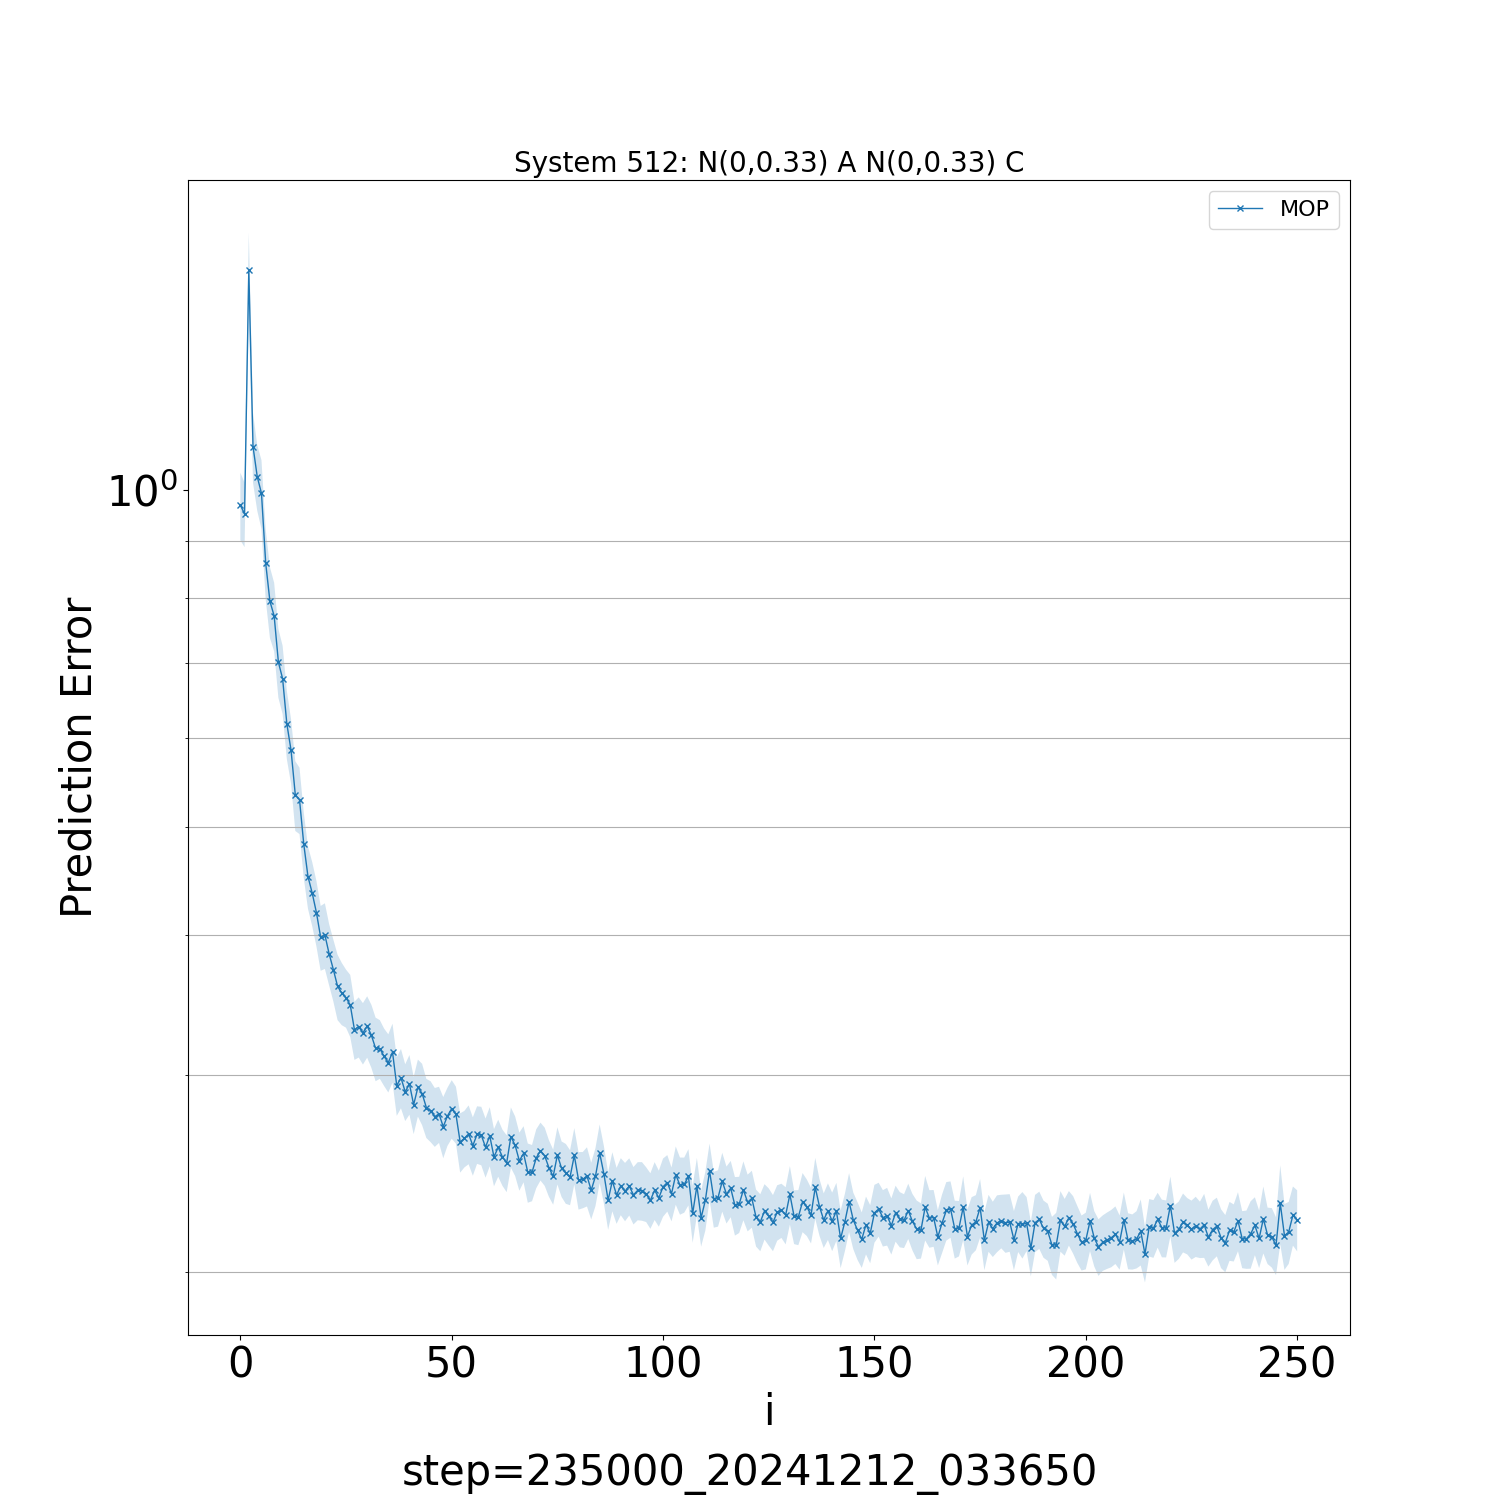 System 512: N(0,0.33) A N(0,0.33) C
MOP
10⁰
Prediction Error
0 50 100 150 200 250
i
step=235000_20241212_033650